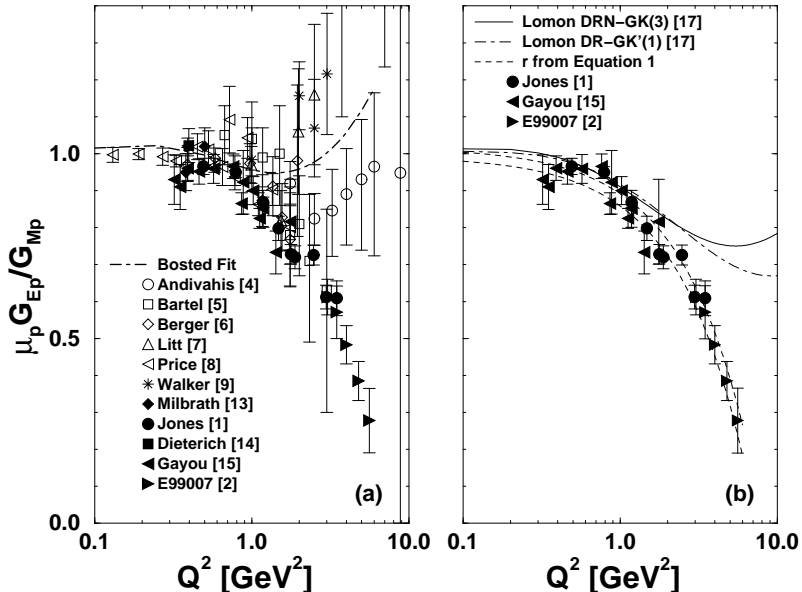 μpGEp/GMp
1.0
0.5
0.0
Bosted Fit
Andivahis [4]
Bartel [5]
Berger [6]
Litt [7]
Price [8]
Walker [9]
Milbrath [13]
Jones [1]
Dieterich [14]
Gayou [15]
E99007 [2]
(a)
0.1
1.0
10.0
Q² [GeV²]
Lomon DRN−GK(3) [17]
Lomon DR−GK'(1) [17]
r from Equation 1
Jones [1]
Gayou [15]
E99007 [2]
(b)
0.1
1.0
10.0
Q² [GeV²]